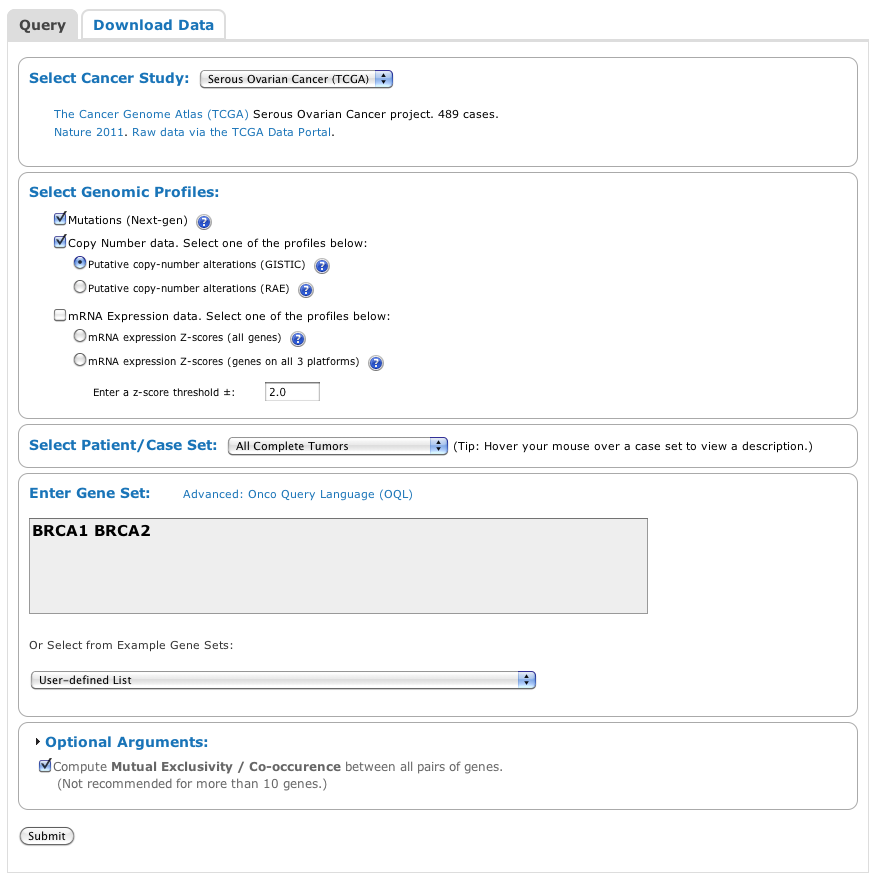 Query
Download Data
Select Cancer Study: Serous Ovarian Cancer (TCGA)
The Cancer Genome Atlas (TCGA) Serous Ovarian Cancer project. 489 cases.
Nature 2011. Raw data via the TCGA Data Portal.
Select Genomic Profiles:
Mutations (Next-gen) ?
Copy Number data. Select one of the profiles below:
Putative copy-number alterations (GISTIC) ?
Putative copy-number alterations (RAE) ?
mRNA Expression data. Select one of the profiles below:
mRNA expression Z-scores (all genes) ?
mRNA expression Z-scores (genes on all 3 platforms) ?
Enter a z-score threshold ±: 2.0
Select Patient/Case Set: All Complete Tumors (Tip: Hover your mouse over a case set to view a description.)
Enter Gene Set: Advanced: Onco Query Language (OQL)
BRCA1 BRCA2
Or Select from Example Gene Sets:
User-defined List
Optional Arguments:
Compute Mutual Exclusivity / Co-occurence between all pairs of genes.
(Not recommended for more than 10 genes.)
Submit